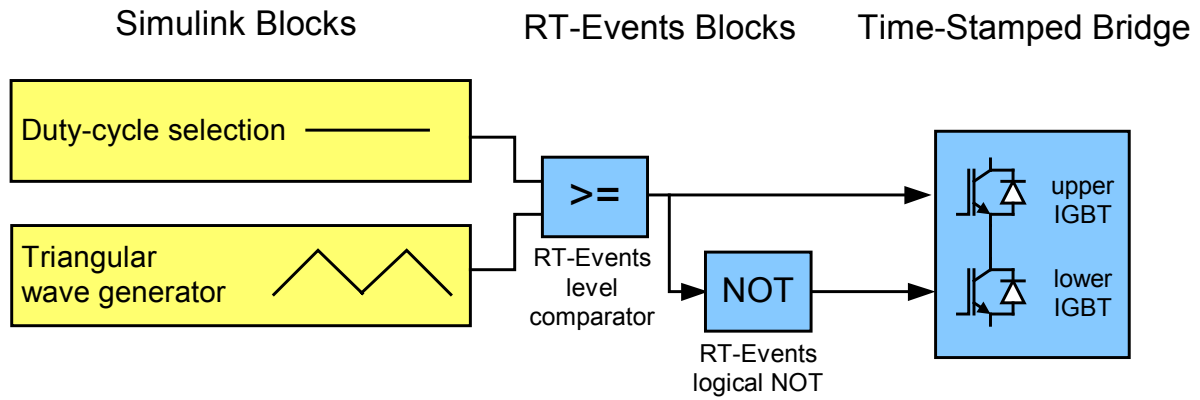 Simulink Blocks
RT-Events Blocks
Time-Stamped Bridge
Duty-cycle selection
Triangular
wave generator
>=
RT-Events
level
comparator
NOT
RT-Events
logical NOT
upper
IGBT
lower
IGBT